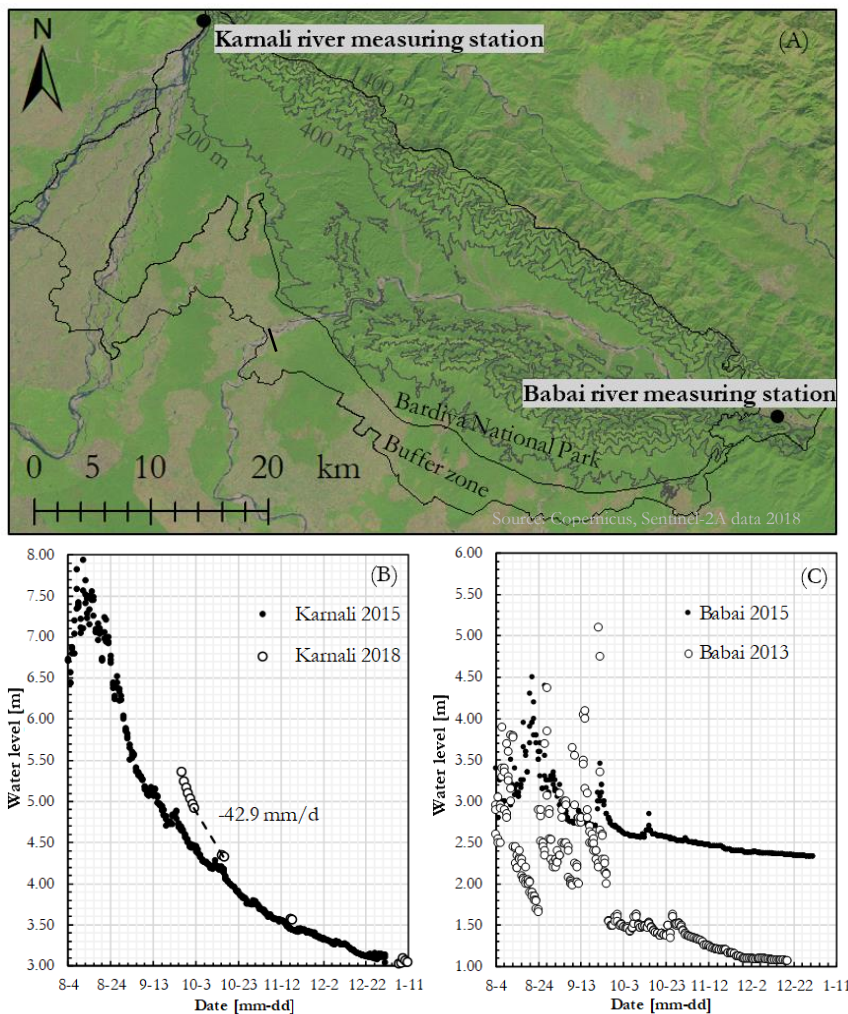 N
Karnali river measuring station
(A)
1400 m
400 m
200 m
Babai river measuring station
Bardiya National Park
Buffer zone
0 5 10 20 km
Source: Copernicus, Sentinel-2A data 2018
8.00
7.50
7.00
6.50
6.00
5.50
5.00
4.50
4.00
3.50
3.00
Water level [m]
(B)
Karnali 2015
Karnali 2018
-42.9 mm/d
8-4 8-24 9-13 10-3 10-23 11-12 12-2 12-22 1-11
Date [mm-dd]
6.00
5.50
5.00
4.50
4.00
3.50
3.00
2.50
2.00
1.50
1.00
Water level [m]
(C)
Babai 2015
Babai 2013
8-4 8-24 9-13 10-3 10-23 11-12 12-2 12-22 1-11
Date [mm-dd]